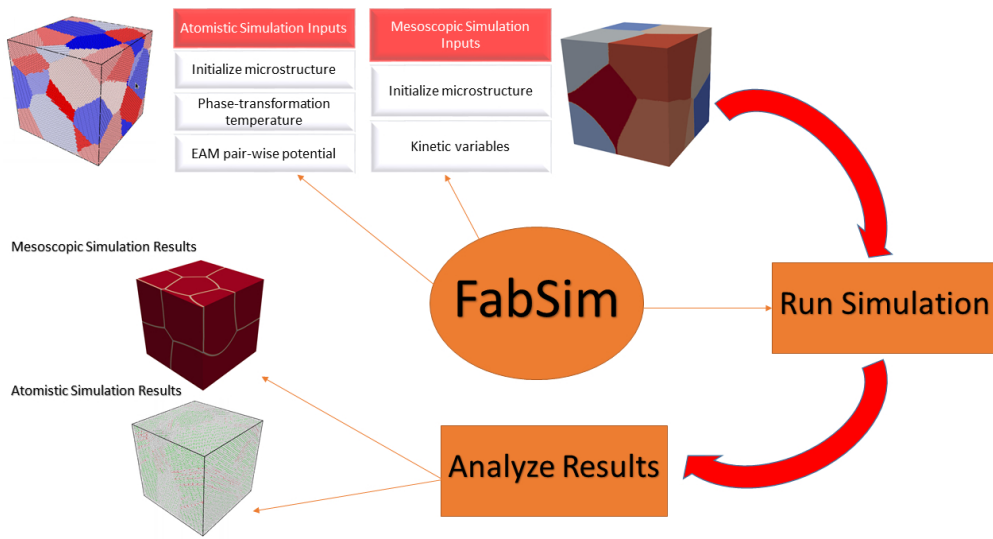 Atomistic Simulation Inputs
Initialize microstructure
Phase-transformation
temperature
EAM pair-wise potential
Mesoscopic Simulation
Inputs
Initialize microstructure
Kinetic variables
Mesoscopic Simulation Results
FabSim
Run Simulation
Atomistic Simulation Results
Analyze Results